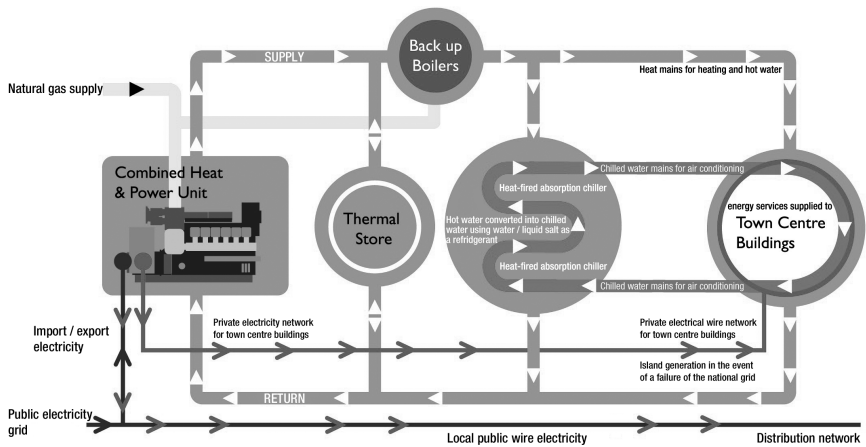 Back up
Boilers
SUPPLY
Heat mains for heating and hot water
Natural gas supply
Combined Heat
& Power Unit
Chilled water mains for air conditioning
Heat-fired absorption chiller
Thermal
Store
Hot water converted into chilled
water using water / liquid salt as
a refridgerant
energy services supplied to
Town Centre
Buildings
Heat-fired absorption chiller
Chilled water mains for air conditioning
Import / export
electricity
Private electricity network
for town centre buildings
Private electrical wire network
for town centre buildings
Island generation in the event
of a failure of the national grid
RETURN
Public electricity
grid
Local public wire electricity
Distribution network